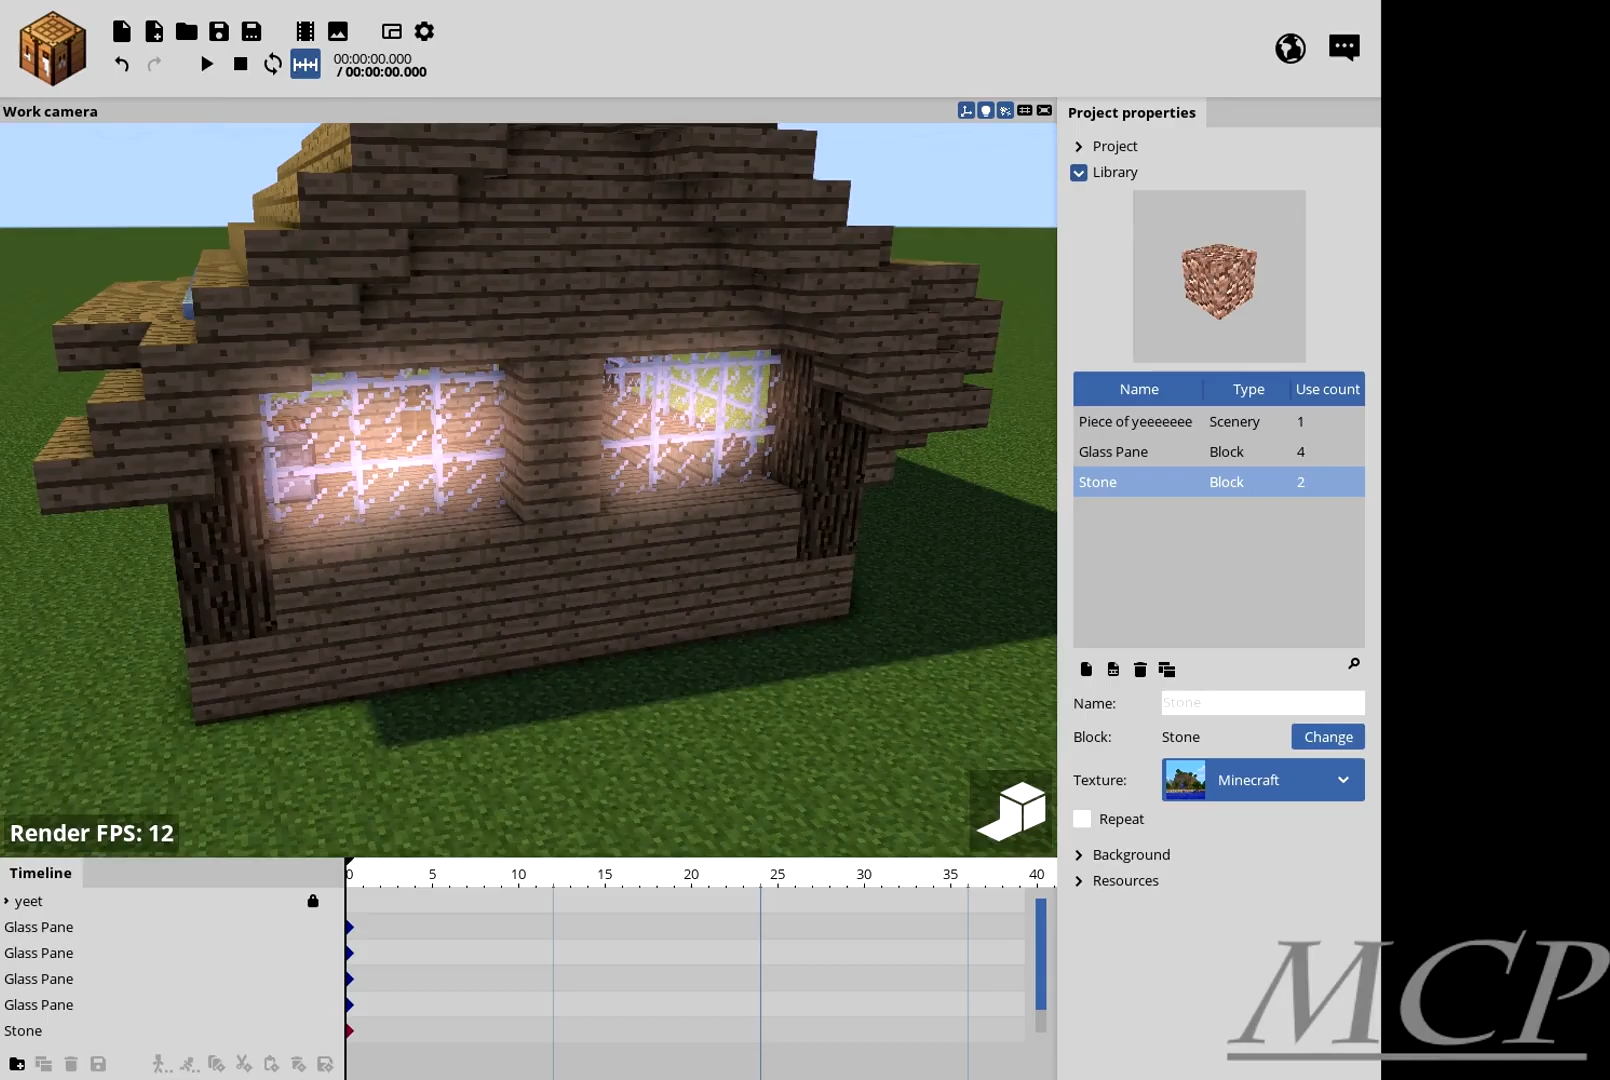 00:00:00.000
/ 00:00:00.000
Work camera
Project properties
Project
Library
Name Type Use count
Piece of yeeeeeee Scenery 1
Glass Pane Block 4
Stone Block 2
Name: Stone
Block: Stone Change
Texture: Minecraft
Repeat
Background
Resources
Render FPS: 12
Timeline
0 5 10 15 20 25 30 35 40
yeet
Glass Pane
Glass Pane
Glass Pane
Glass Pane
Stone
MCP